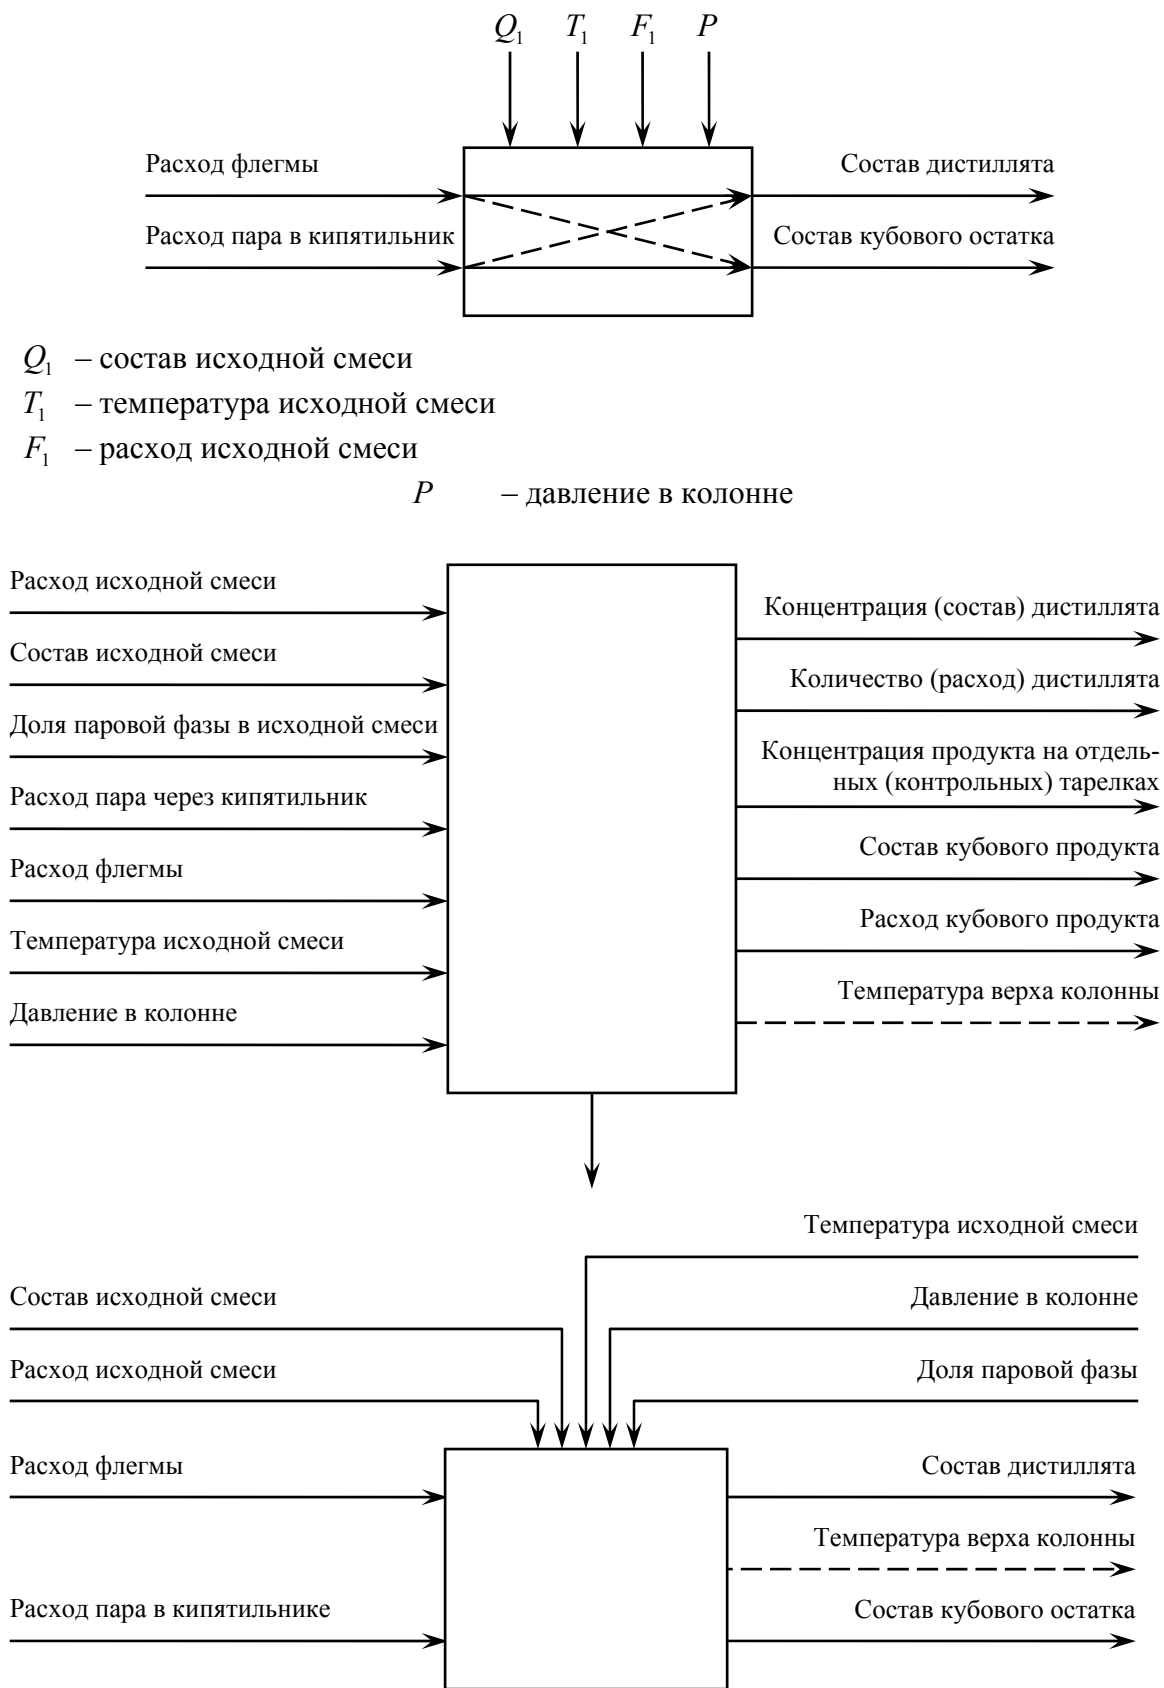 Q₁ T₁ F₁ P
Расход флегмы
Состав дистиллята
Расход пара в кипятильник
Состав кубового остатка
Q₁ – состав исходной смеси
T₁ – температура исходной смеси
F₁ – расход исходной смеси
P – давление в колонне
Расход исходной смеси
Состав исходной смеси
Доля паровой фазы в исходной смеси
Расход пара через кипятильник
Расход флегмы
Температура исходной смеси
Давление в колонне
Концентрация (состав) дистиллята
Количество (расход) дистиллята
Концентрация продукта на отдель-
ных (контрольных) тарелках
Состав кубового продукта
Расход кубового продукта
Температура верха колонны
Температура исходной смеси
Состав исходной смеси
Давление в колонне
Расход исходной смеси
Доля паровой фазы
Расход флегмы
Состав дистиллята
Температура верха колонны
Расход пара в кипятильнике
Состав кубового остатка